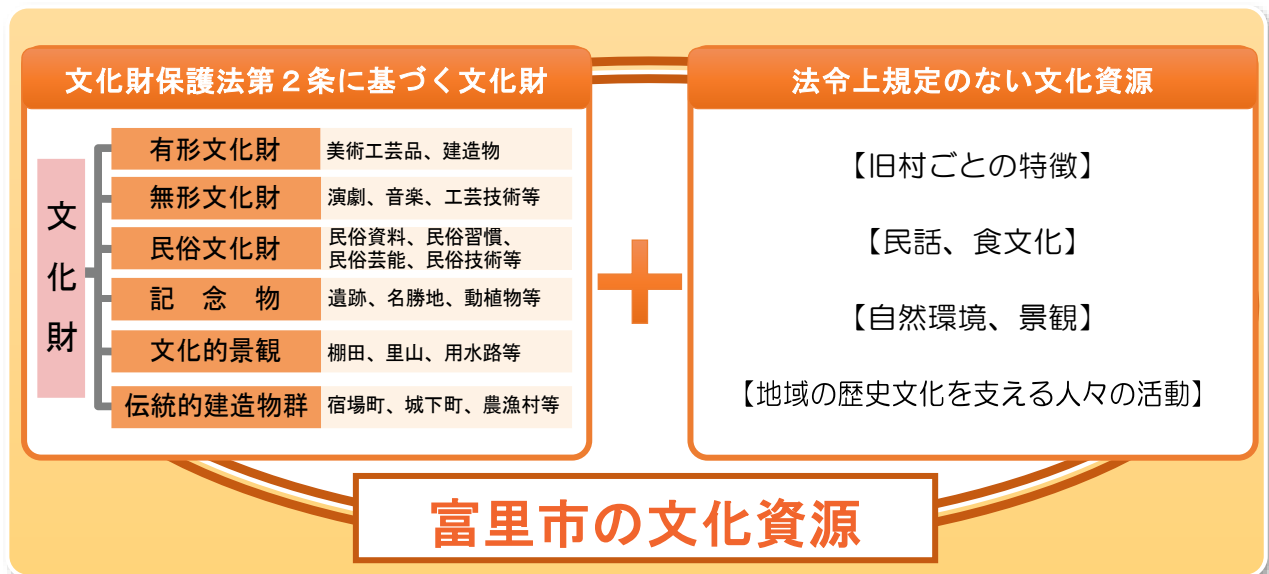 文化財保護法第２条に基づく文化財
文化財
有形文化財
美術工芸品、建造物
無形文化財
演劇、音楽、工芸技術等
民俗文化財
民俗資料、民俗習慣、
民俗芸能、民俗技術等
記　念　物
遺跡、名勝地、動植物等
文化的景観
棚田、里山、用水路等
伝統的建造物群
宿場町、城下町、農漁村等
＋
法令上規定のない文化資源
【旧村ごとの特徴】
【民話、食文化】
【自然環境、景観】
【地域の歴史文化を支える人々の活動】
富里市の文化資源